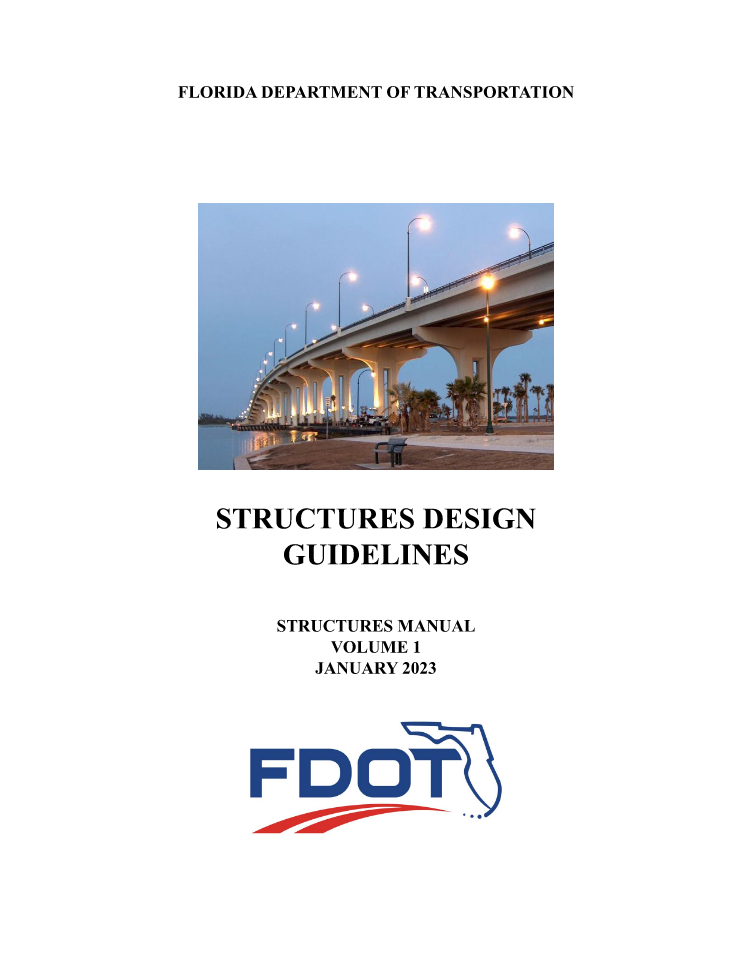 FLORIDA DEPARTMENT OF TRANSPORTATION
STRUCTURES DESIGN
GUIDELINES
STRUCTURES MANUAL
VOLUME 1
JANUARY 2023
FDOT